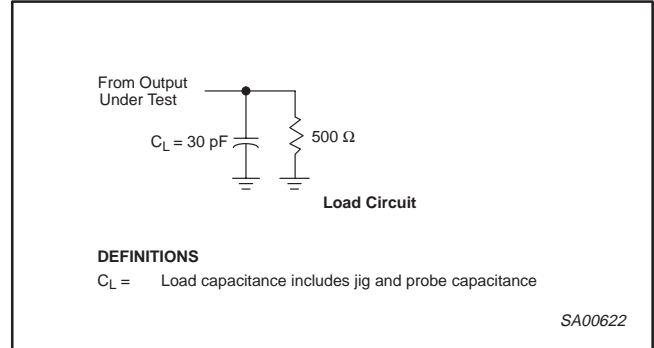 From Output
Under Test
C_L = 30 pF
500 Ω
Load Circuit
DEFINITIONS
C_L = Load capacitance includes jig and probe capacitance
SA00622